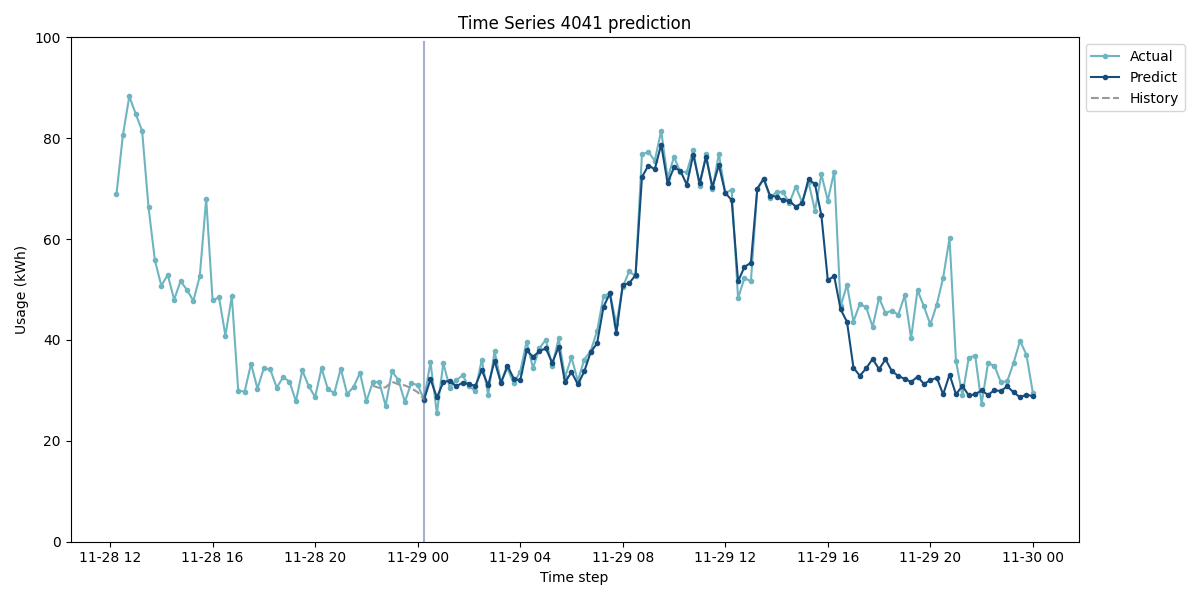 Time Series 4041 prediction
Usage (kWh)
100
80
60
40
20
0
11-28 12
11-28 16
11-28 20
11-29 00
11-29 04
11-29 08
11-29 12
11-29 16
11-29 20
11-30 00
Time step
Actual
Predict
History